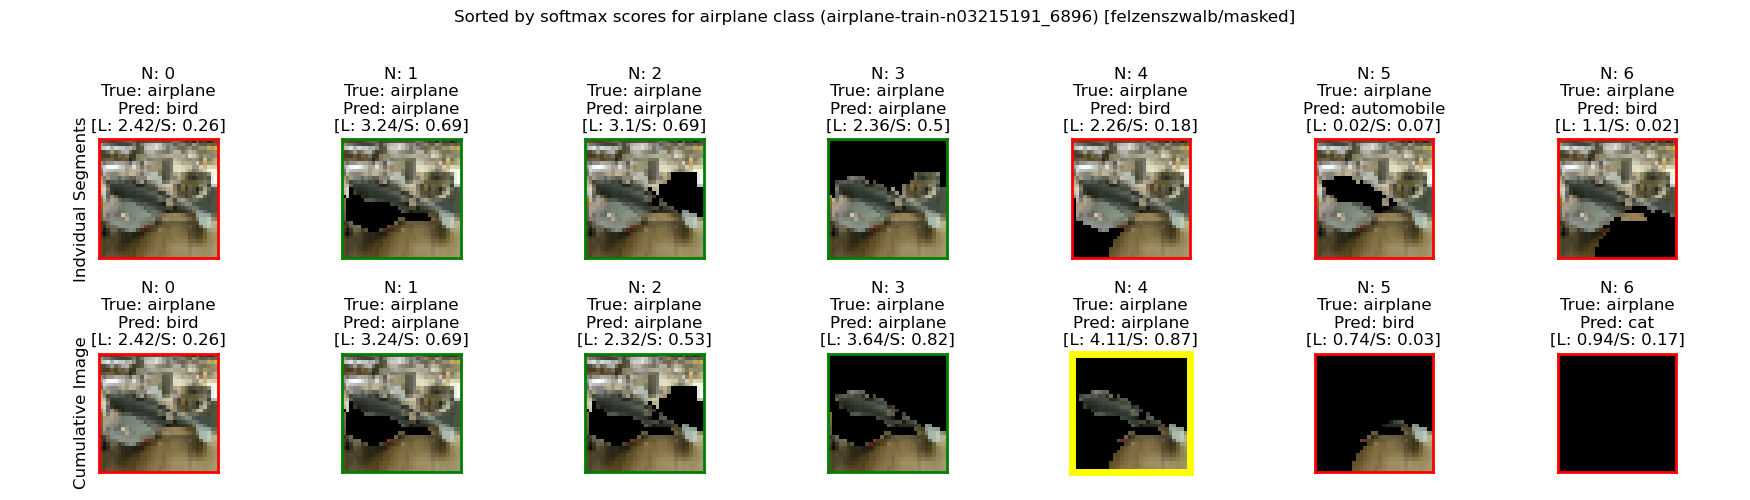 Sorted by softmax scores for airplane class (airplane-train-n03215191_6896) [felzenszwalb/masked]
Indvidual Segments
N: 0
True: airplane
Pred: bird
[L: 2.42/S: 0.26]
N: 1
True: airplane
Pred: airplane
[L: 3.24/S: 0.69]
N: 2
True: airplane
Pred: airplane
[L: 3.1/S: 0.69]
N: 3
True: airplane
Pred: airplane
[L: 2.36/S: 0.5]
N: 4
True: airplane
Pred: bird
[L: 2.26/S: 0.18]
N: 5
True: airplane
Pred: automobile
[L: 0.02/S: 0.07]
N: 6
True: airplane
Pred: bird
[L: 1.1/S: 0.02]
Cumulative Image
N: 0
True: airplane
Pred: bird
[L: 2.42/S: 0.26]
N: 1
True: airplane
Pred: airplane
[L: 3.24/S: 0.69]
N: 2
True: airplane
Pred: airplane
[L: 2.32/S: 0.53]
N: 3
True: airplane
Pred: airplane
[L: 3.64/S: 0.82]
N: 4
True: airplane
Pred: airplane
[L: 4.11/S: 0.87]
N: 5
True: airplane
Pred: bird
[L: 0.74/S: 0.03]
N: 6
True: airplane
Pred: cat
[L: 0.94/S: 0.17]